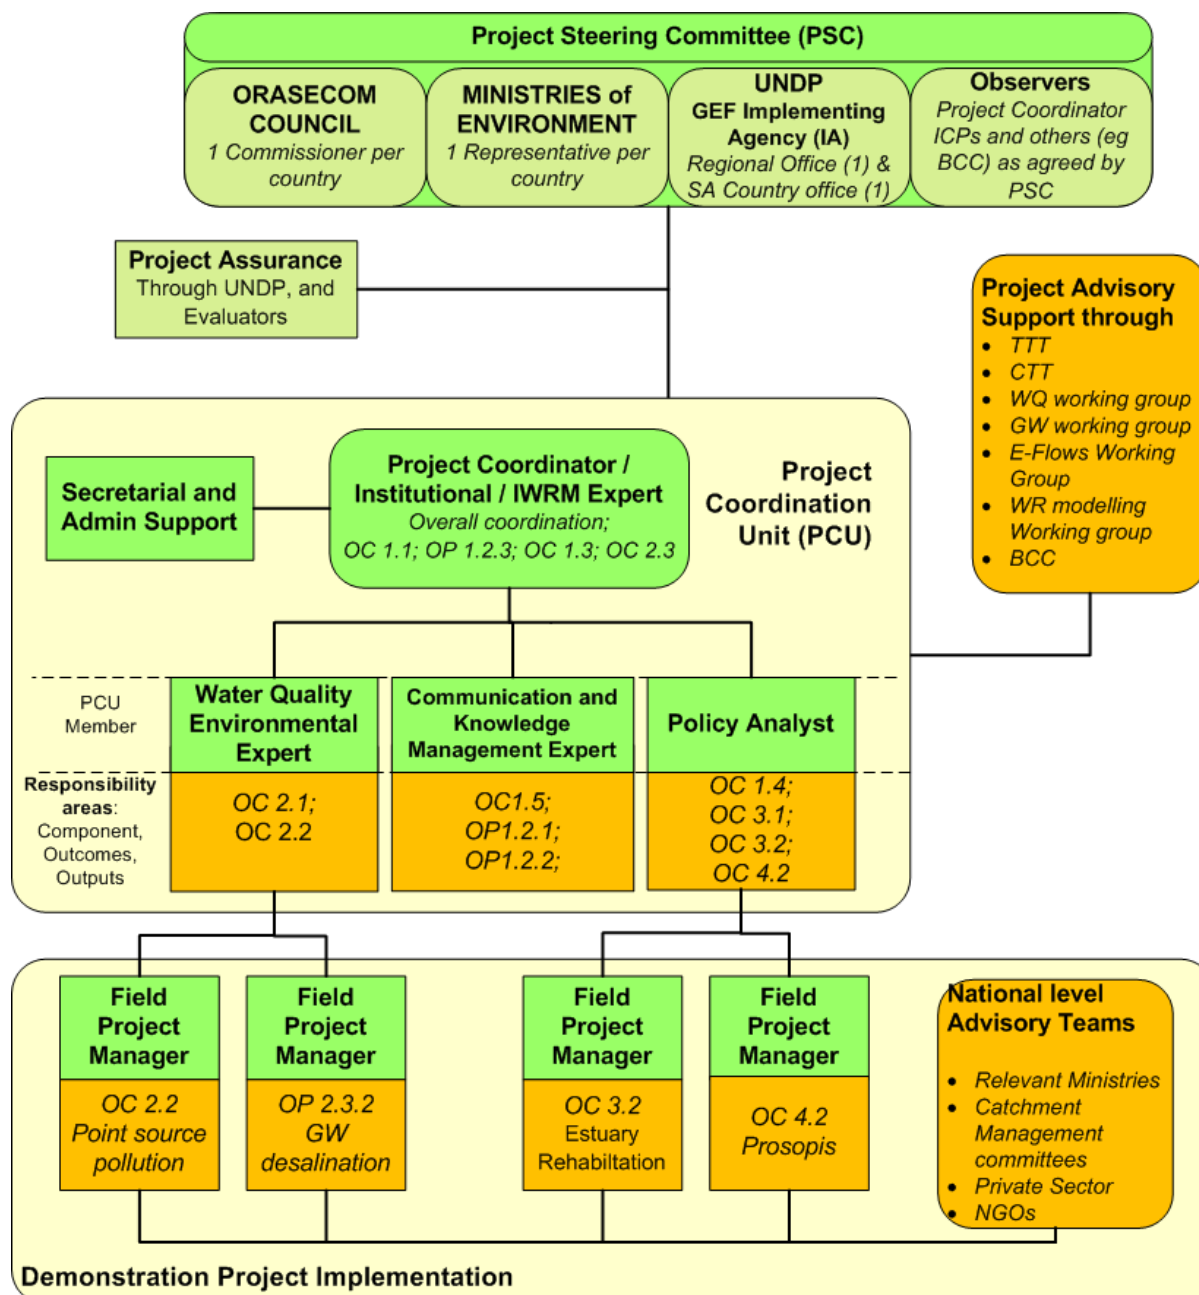 Project Steering Committee (PSC)
ORASECOM
COUNCIL
1 Commissioner per
country
MINISTRIES of
ENVIRONMENT
1 Representative per
country
UNDP
GEF Implementing
Agency (IA)
Regional Office (1) &
SA Country office (1)
Observers
Project Coordinator
ICPs and others (eg
BCC) as agreed by
PSC
Project Assurance
Through UNDP, and
Evaluators
Project Advisory
Support through
• TTT
• CTT
• WQ working group
• GW working group
• E-Flows Working
Group
• WR modelling
Working group
• BCC
Secretarial and
Admin Support
Project Coordinator /
Institutional / IWRM Expert
Overall coordination;
OC 1.1; OP 1.2.3; OC 1.3; OC 2.3
Project
Coordination
Unit (PCU)
PCU
Member
Water Quality
Environmental
Expert
Communication and
Knowledge
Management Expert
Policy Analyst
Responsibility
areas:
Component,
Outcomes,
Outputs
OC 2.1;
OC 2.2
OC1.5;
OP1.2.1;
OP1.2.2;
OC 1.4;
OC 3.1;
OC 3.2;
OC 4.2
Field
Project
Manager
OC 2.2
Point source
pollution
Field
Project
Manager
OP 2.3.2
GW
desalination
Field
Project
Manager
OC 3.2
Estuary
Rehabiltation
Field
Project
Manager
OC 4.2
Prosopis
National level
Advisory Teams
• Relevant Ministries
• Catchment
Management
committees
• Private Sector
• NGOs
Demonstration Project Implementation